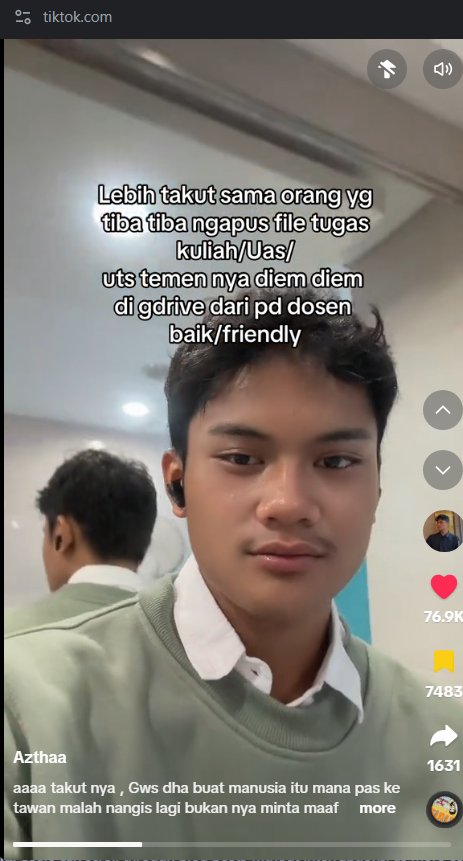 tiktok.com
Lebih takut sama orang yg
tiba tiba ngapus file tugas
kuliah/Uas/
uts temen nya diem diem
di gdrive dari pd dosen
baik/friendly
76.9K
7483
1631
Azthaa
aaaa takut nya , Gws dha buat manusia itu mana pas ke
tawan malah nangis lagi bukan nya minta maaf more